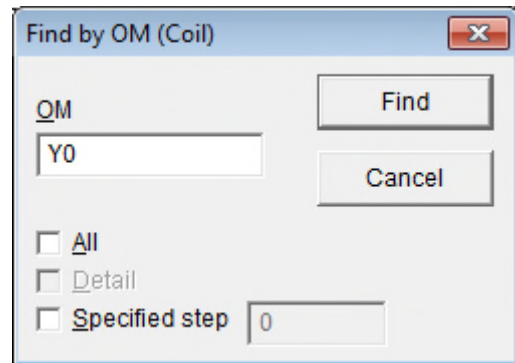 Find by OM (Coil)
OM
Find
Y0
Cancel
All
Detail
Specified step 0